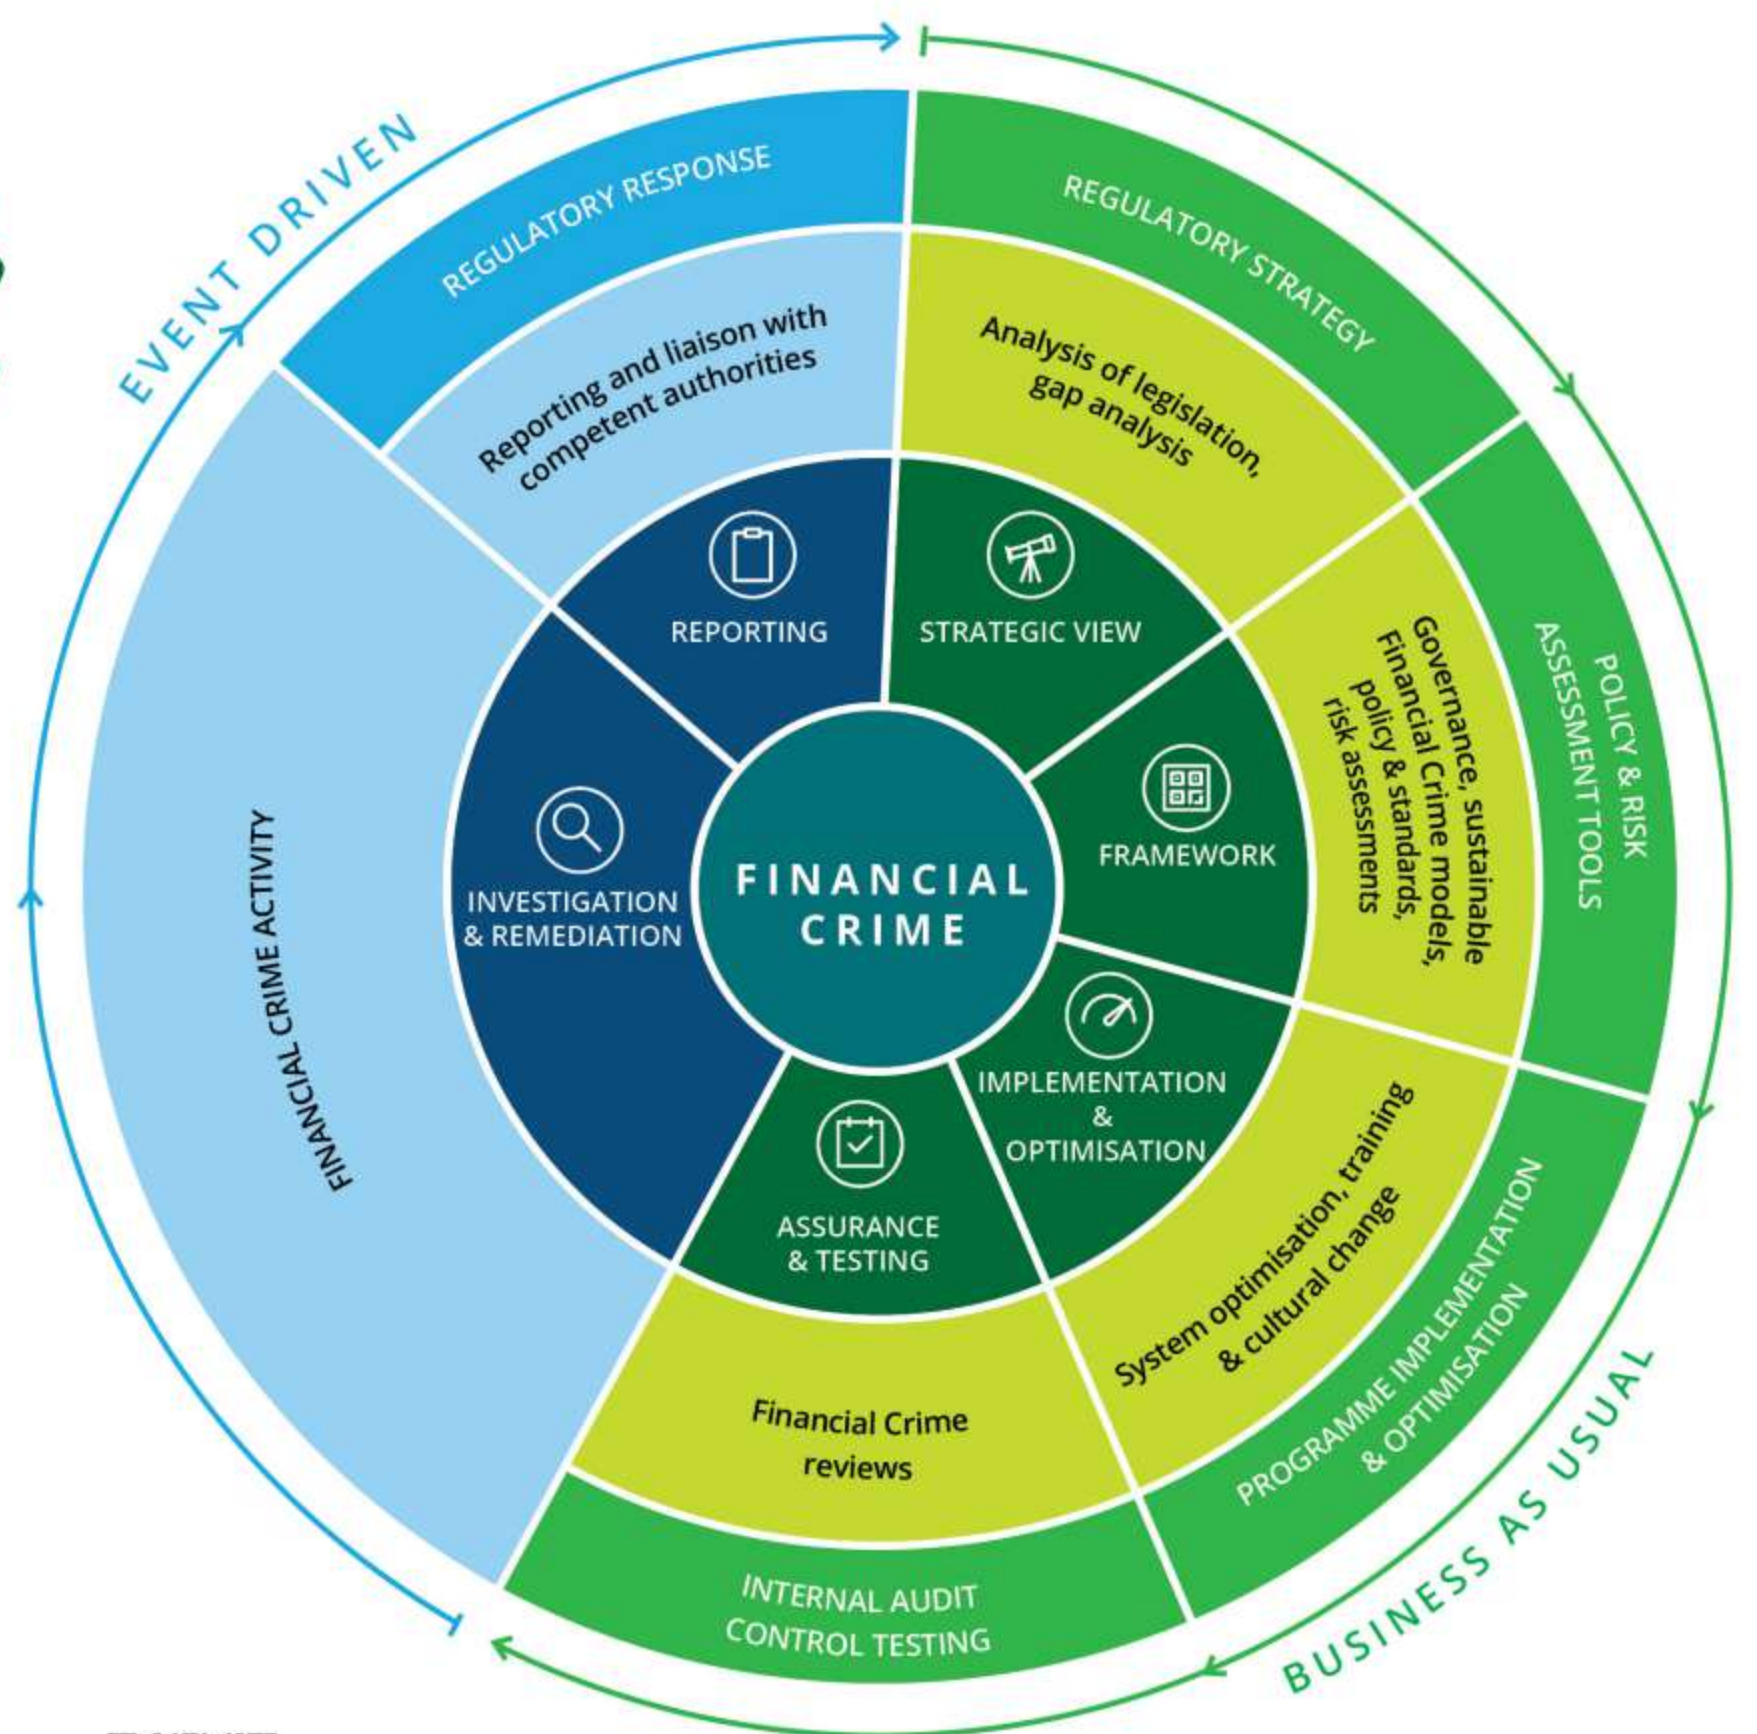 EVENT DRIVEN
REGULATORY RESPONSE
Reporting and liaison with
competent authorities
REPORTING
REGULATORY STRATEGY
Analysis of legislation,
gap analysis
STRATEGIC VIEW
POLICY & RISK
ASSESSMENT TOOLS
Governance, sustainable
Financial Crime models,
policy & standards,
risk assessments
FRAMEWORK
FINANCIAL
CRIME
INVESTIGATION
& REMEDIATION
FINANCIAL CRIME ACTIVITY
IMPLEMENTATION
&
OPTIMISATION
System optimisation, training
& cultural change
PROGRAMME IMPLEMENTATION
& OPTIMISATION
ASSURANCE
& TESTING
Financial Crime
reviews
INTERNAL AUDIT
CONTROL TESTING
BUSINESS AS USUAL